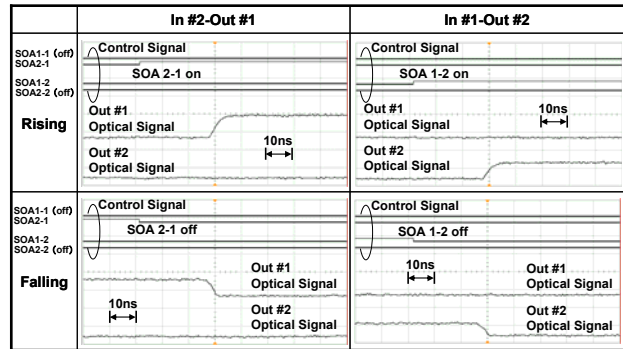 In #2-Out #1
In #1-Out #2
SOA1-1 (off)
SOA2-1
SOA1-2
SOA2-2 (off)
Rising
Control Signal
SOA 2-1 on
Out #1
Optical Signal
10ns
Out #2
Optical Signal
Control Signal
SOA 1-2 on
Out #1
Optical Signal
10ns
Out #2
Optical Signal
SOA1-1 (off)
SOA2-1
SOA1-2
SOA2-2 (off)
Falling
Control Signal
SOA 2-1 off
Out #1
Optical Signal
10ns
Out #2
Optical Signal
Control Signal
SOA 1-2 off
10ns
Out #1
Optical Signal
Out #2
Optical Signal